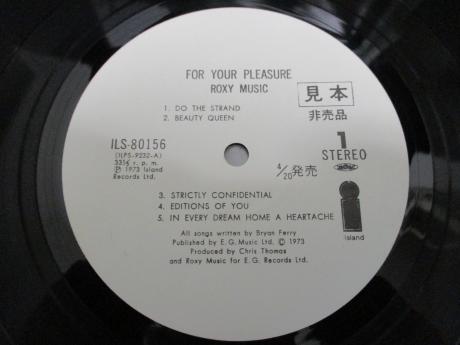 FOR YOUR PLEASURE
ROXY MUSIC
1. DO THE STRAND
2. BEAUTY QUEEN
見本
非売品
ILS-80156
(ILPS-9232-A)
33⅓ r. p. m.
Ⓟ 1973 Island
Records Ltd.
1
STEREO
4/20発売
3. STRICTLY CONFIDENTIAL
4. EDITIONS OF YOU
5. IN EVERY DREAM HOME A HEARTACHE
island
All songs written by Bryan Ferry
Published by E. G. Music Ltd. © 1973
Produced by Chris Thomas
and Roxy Music for E. G. Records Ltd.